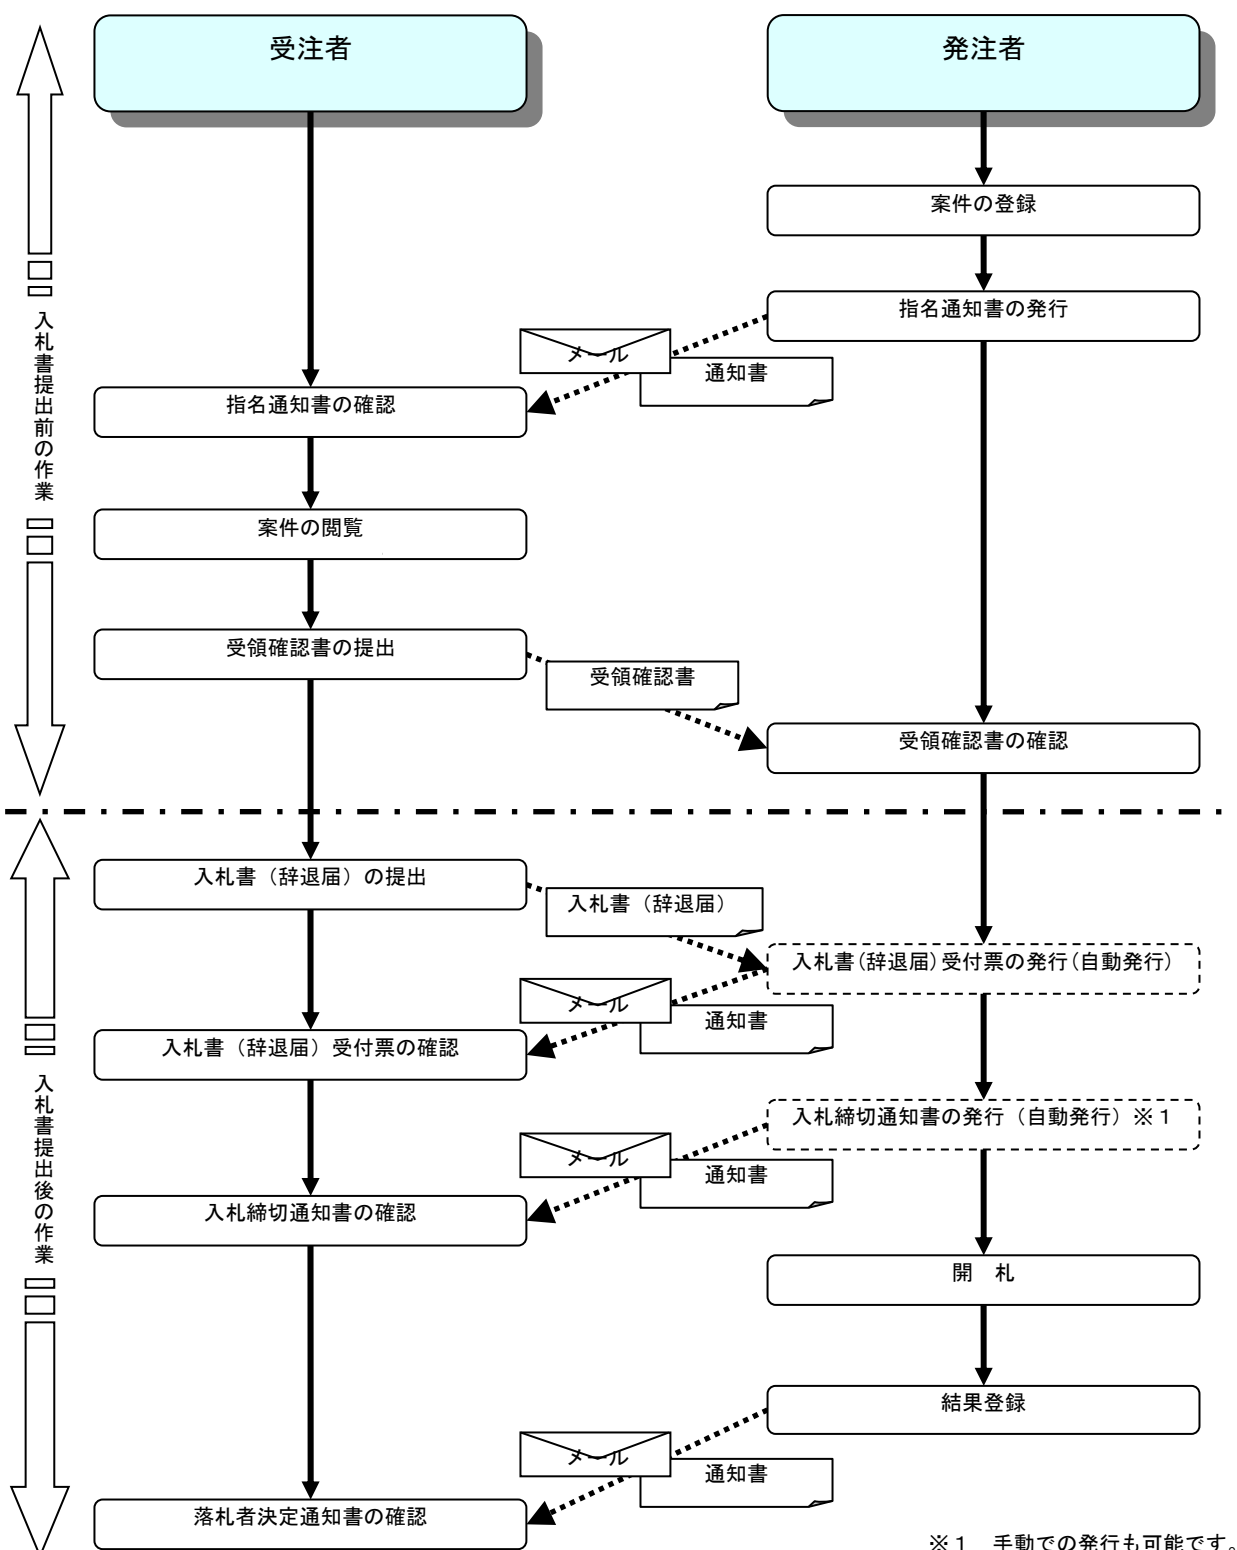 受注者
発注者
案件の登録
指名通知書の発行
メール
通知書
指名通知書の確認
案件の閲覧
受領確認書の提出
受領確認書
受領確認書の確認
入札書提出前の作業
入札書（辞退届）の提出
入札書（辞退届）
入札書(辞退届)受付票の発行(自動発行)
メール
通知書
入札書（辞退届）受付票の確認
入札締切通知書の発行（自動発行）※１
メール
通知書
入札締切通知書の確認
入札書提出後の作業
開　札
結果登録
メール
通知書
落札者決定通知書の確認
※１　手動での発行も可能です。